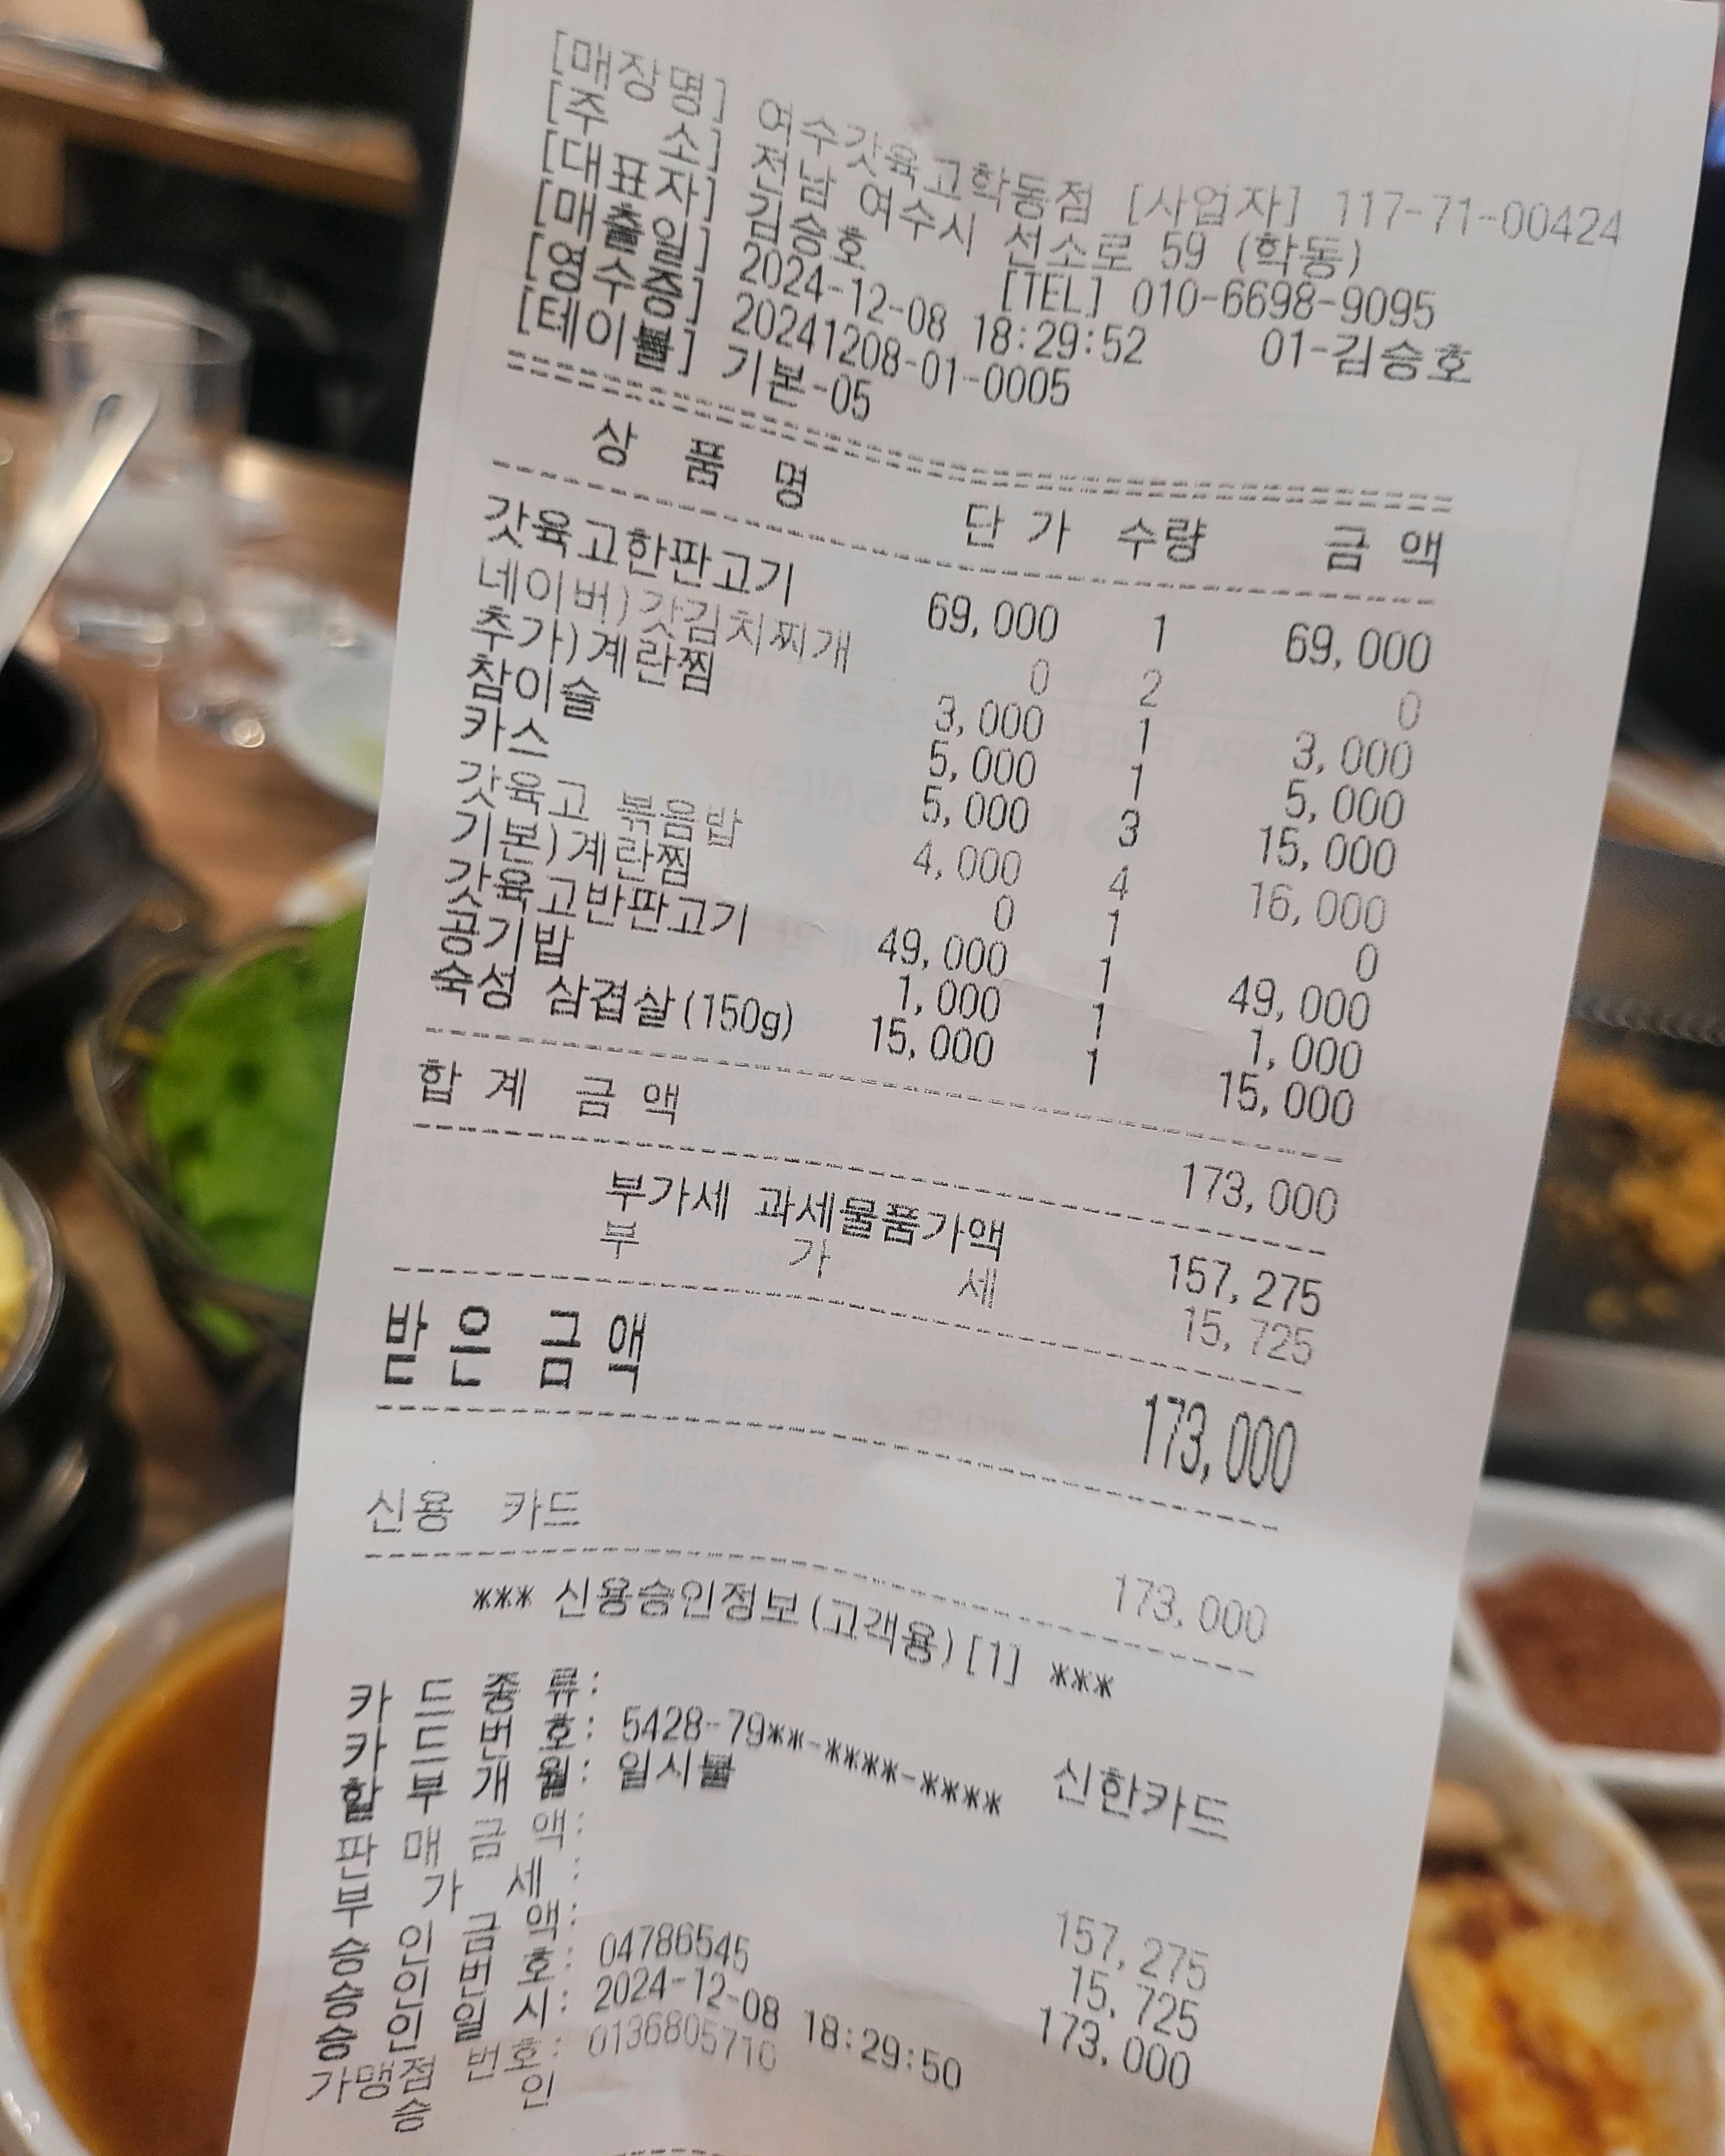 [매장명] 여수갓육고학동점 [사업자] 117-71-00424
[주 소] 전남 여수시 선소로 59 (학동)
[대표자] 김승호 [TEL] 010-6698-9095
[매출일] 2024-12-08 18:29:52 01-김승호
[영수증] 20241208-01-0005
[테이블] 기본-05
상 품 명 단 가 수량 금 액
갓육고한판고기 69,000 1 69,000
네이버)갓김치찌개 0 2 0
추가)계란찜 3,000 1 3,000
참이슬 5,000 1 5,000
카스 5,000 3 15,000
갓육고 볶음밥 4,000 4 16,000
기본)계란찜 0 1 0
갓육고반판고기 49,000 1 49,000
공기밥 1,000 1 1,000
숙성 삼겹살(150g) 15,000 1 15,000
합 계 금 액 173,000
부가세 과세물품가액 157,275
부 가 세 15,725
받 은 금 액 173,000
신용 카드 173,000
*** 신용승인정보(고객용)[1] ***
카 드 종 류: 신한카드
카 드 번 호: 5428-79**-****-****
할 부 개 월: 일시불
판 매 금 액: 157,275
부 가 세 : 15,725
승 인 금 액: 173,000
승 인 번 호: 04786545
승 인 일 시: 2024-12-08 18:29:50
가맹점 번호: 0136805710
승 인